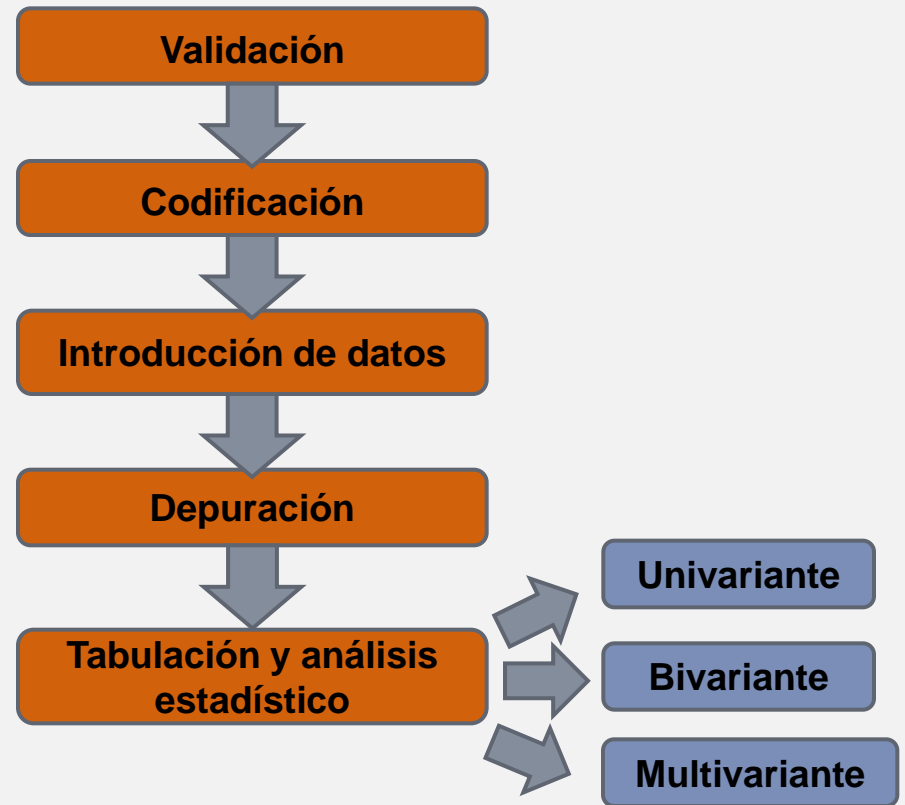 Validación
Codificación
Introducción de datos
Depuración
Tabulación y análisis
estadístico
Univariante
Bivariante
Multivariante